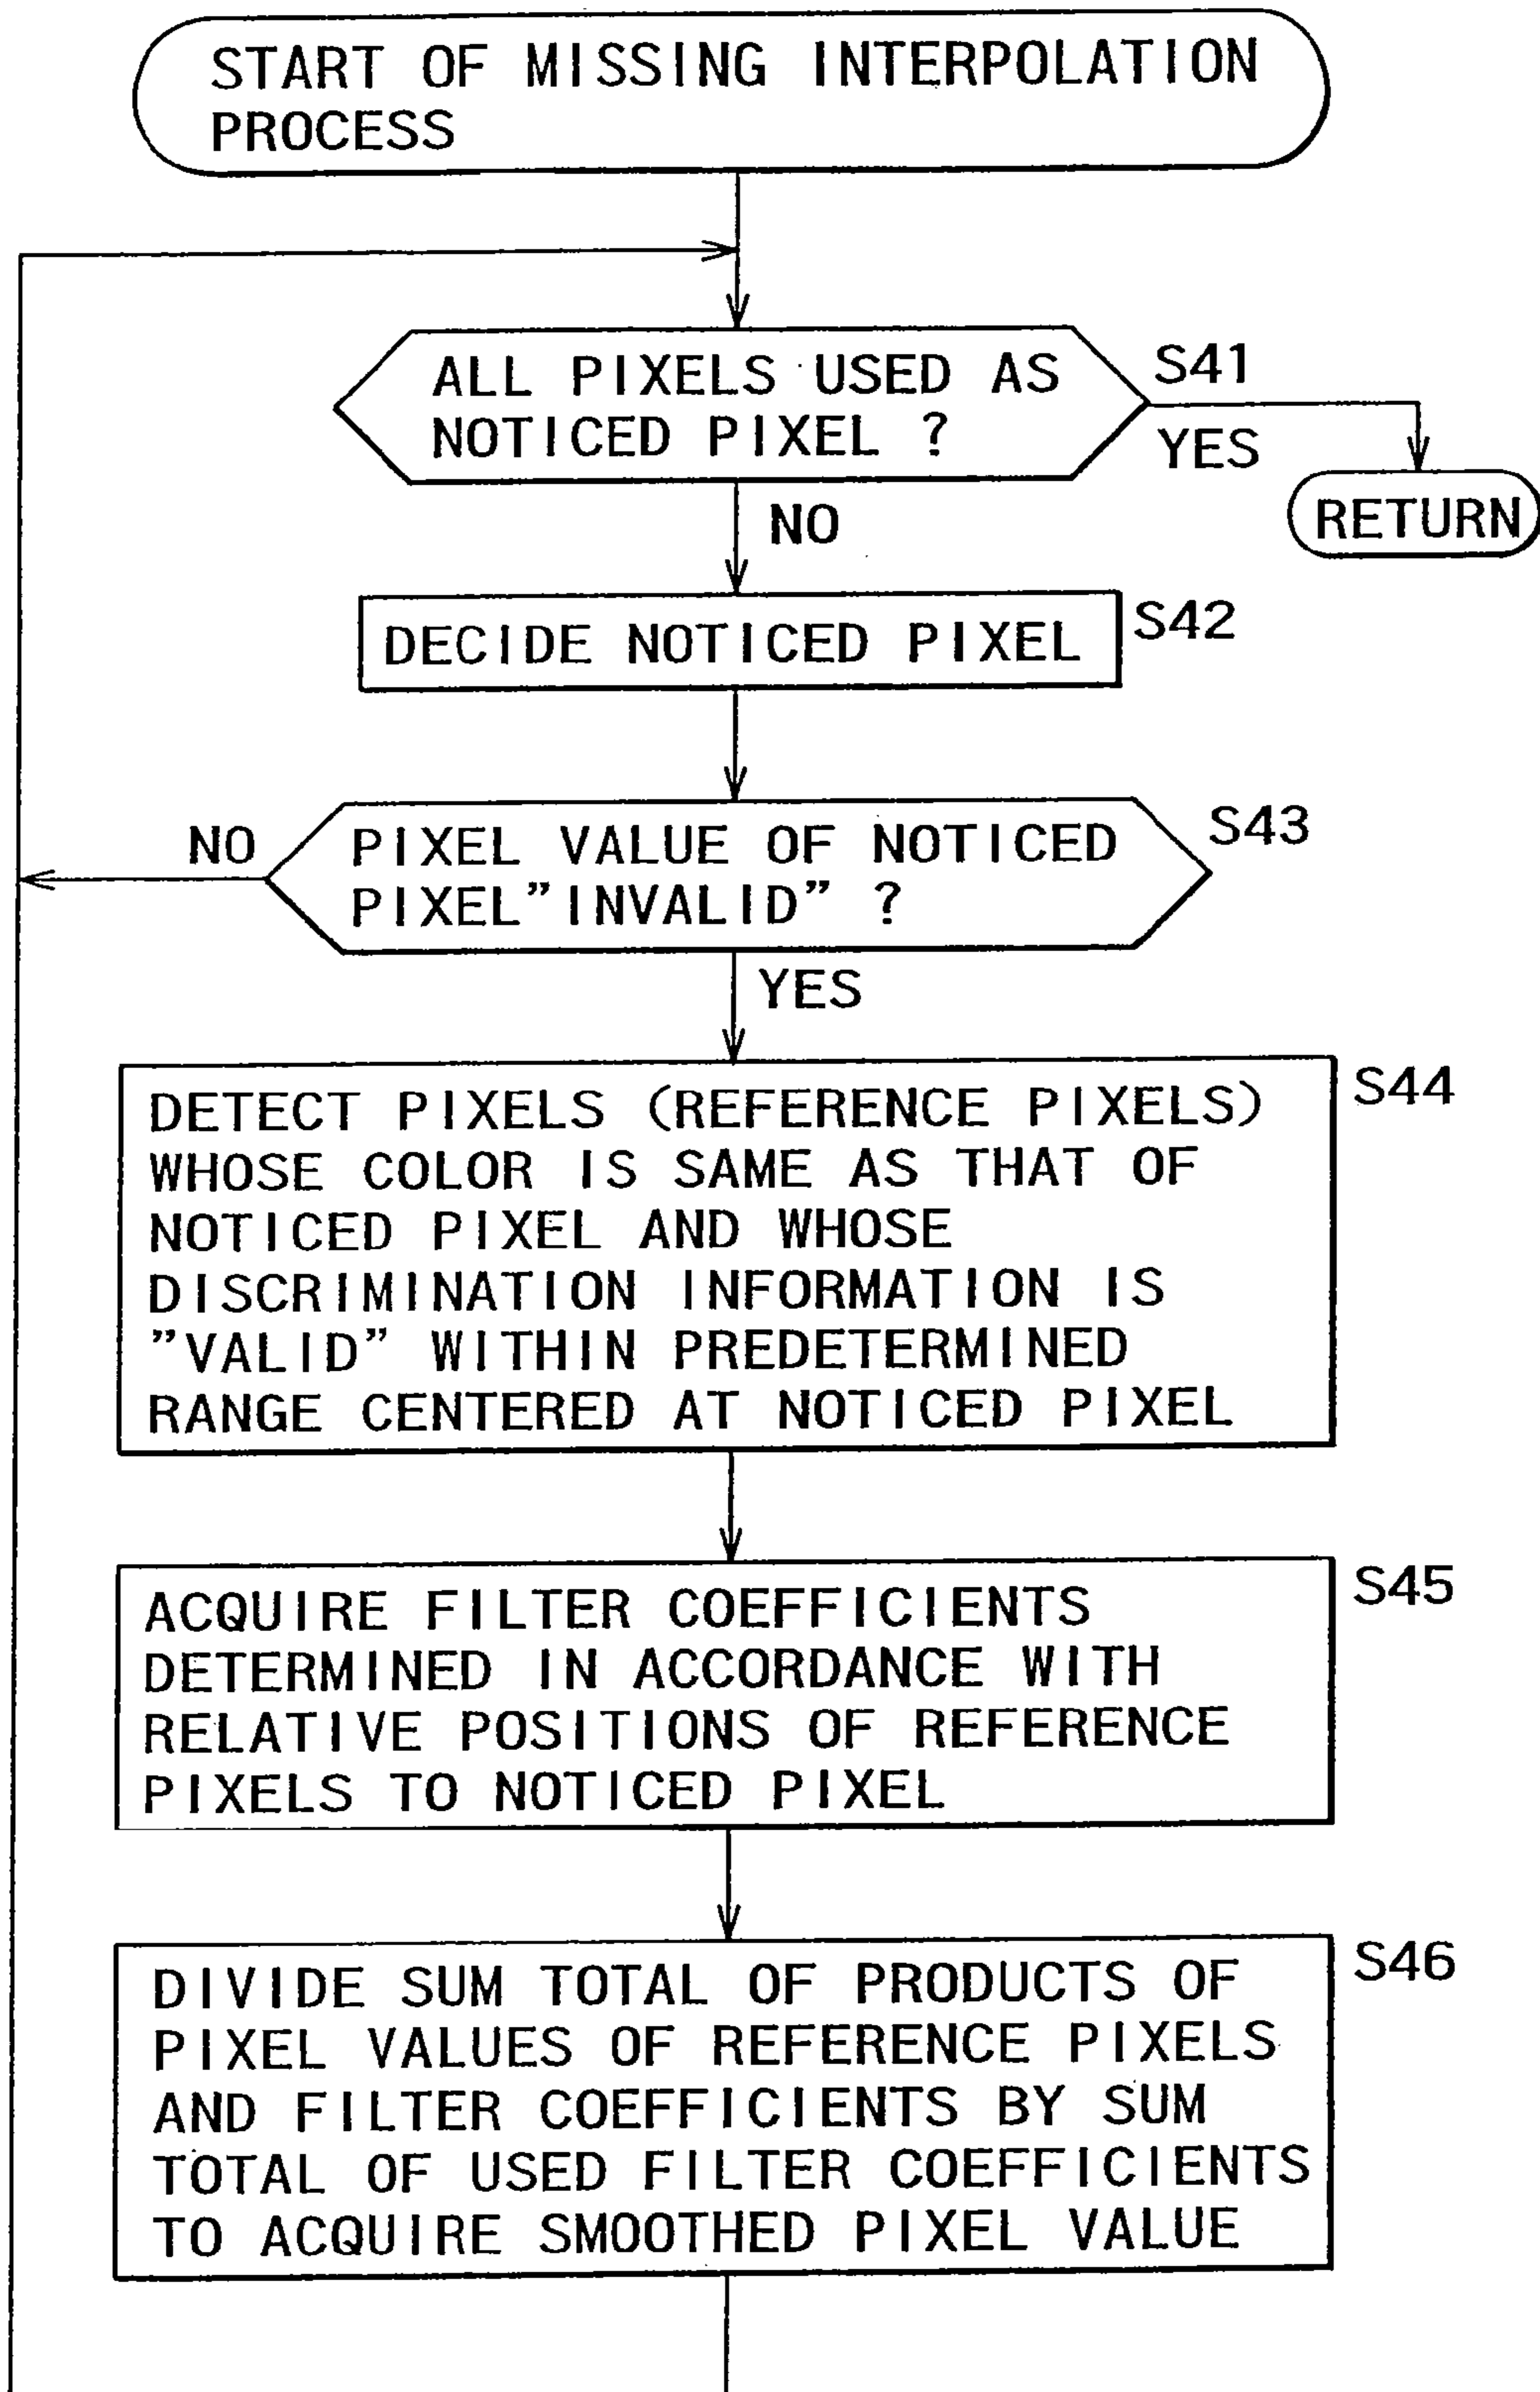 START OF MISSING INTERPOLATION
PROCESS
ALL PIXELS USED AS
NOTICED PIXEL ?
S41
YES
RETURN
NO
DECIDE NOTICED PIXEL
S42
NO
PIXEL VALUE OF NOTICED
PIXEL"INVALID" ?
S43
YES
DETECT PIXELS (REFERENCE PIXELS)
WHOSE COLOR IS SAME AS THAT OF
NOTICED PIXEL AND WHOSE
DISCRIMINATION INFORMATION IS
"VALID" WITHIN PREDETERMINED
RANGE CENTERED AT NOTICED PIXEL
S44
ACQUIRE FILTER COEFFICIENTS
DETERMINED IN ACCORDANCE WITH
RELATIVE POSITIONS OF REFERENCE
PIXELS TO NOTICED PIXEL
S45
DIVIDE SUM TOTAL OF PRODUCTS OF
PIXEL VALUES OF REFERENCE PIXELS
AND FILTER COEFFICIENTS BY SUM
TOTAL OF USED FILTER COEFFICIENTS
TO ACQUIRE SMOOTHED PIXEL VALUE
S46